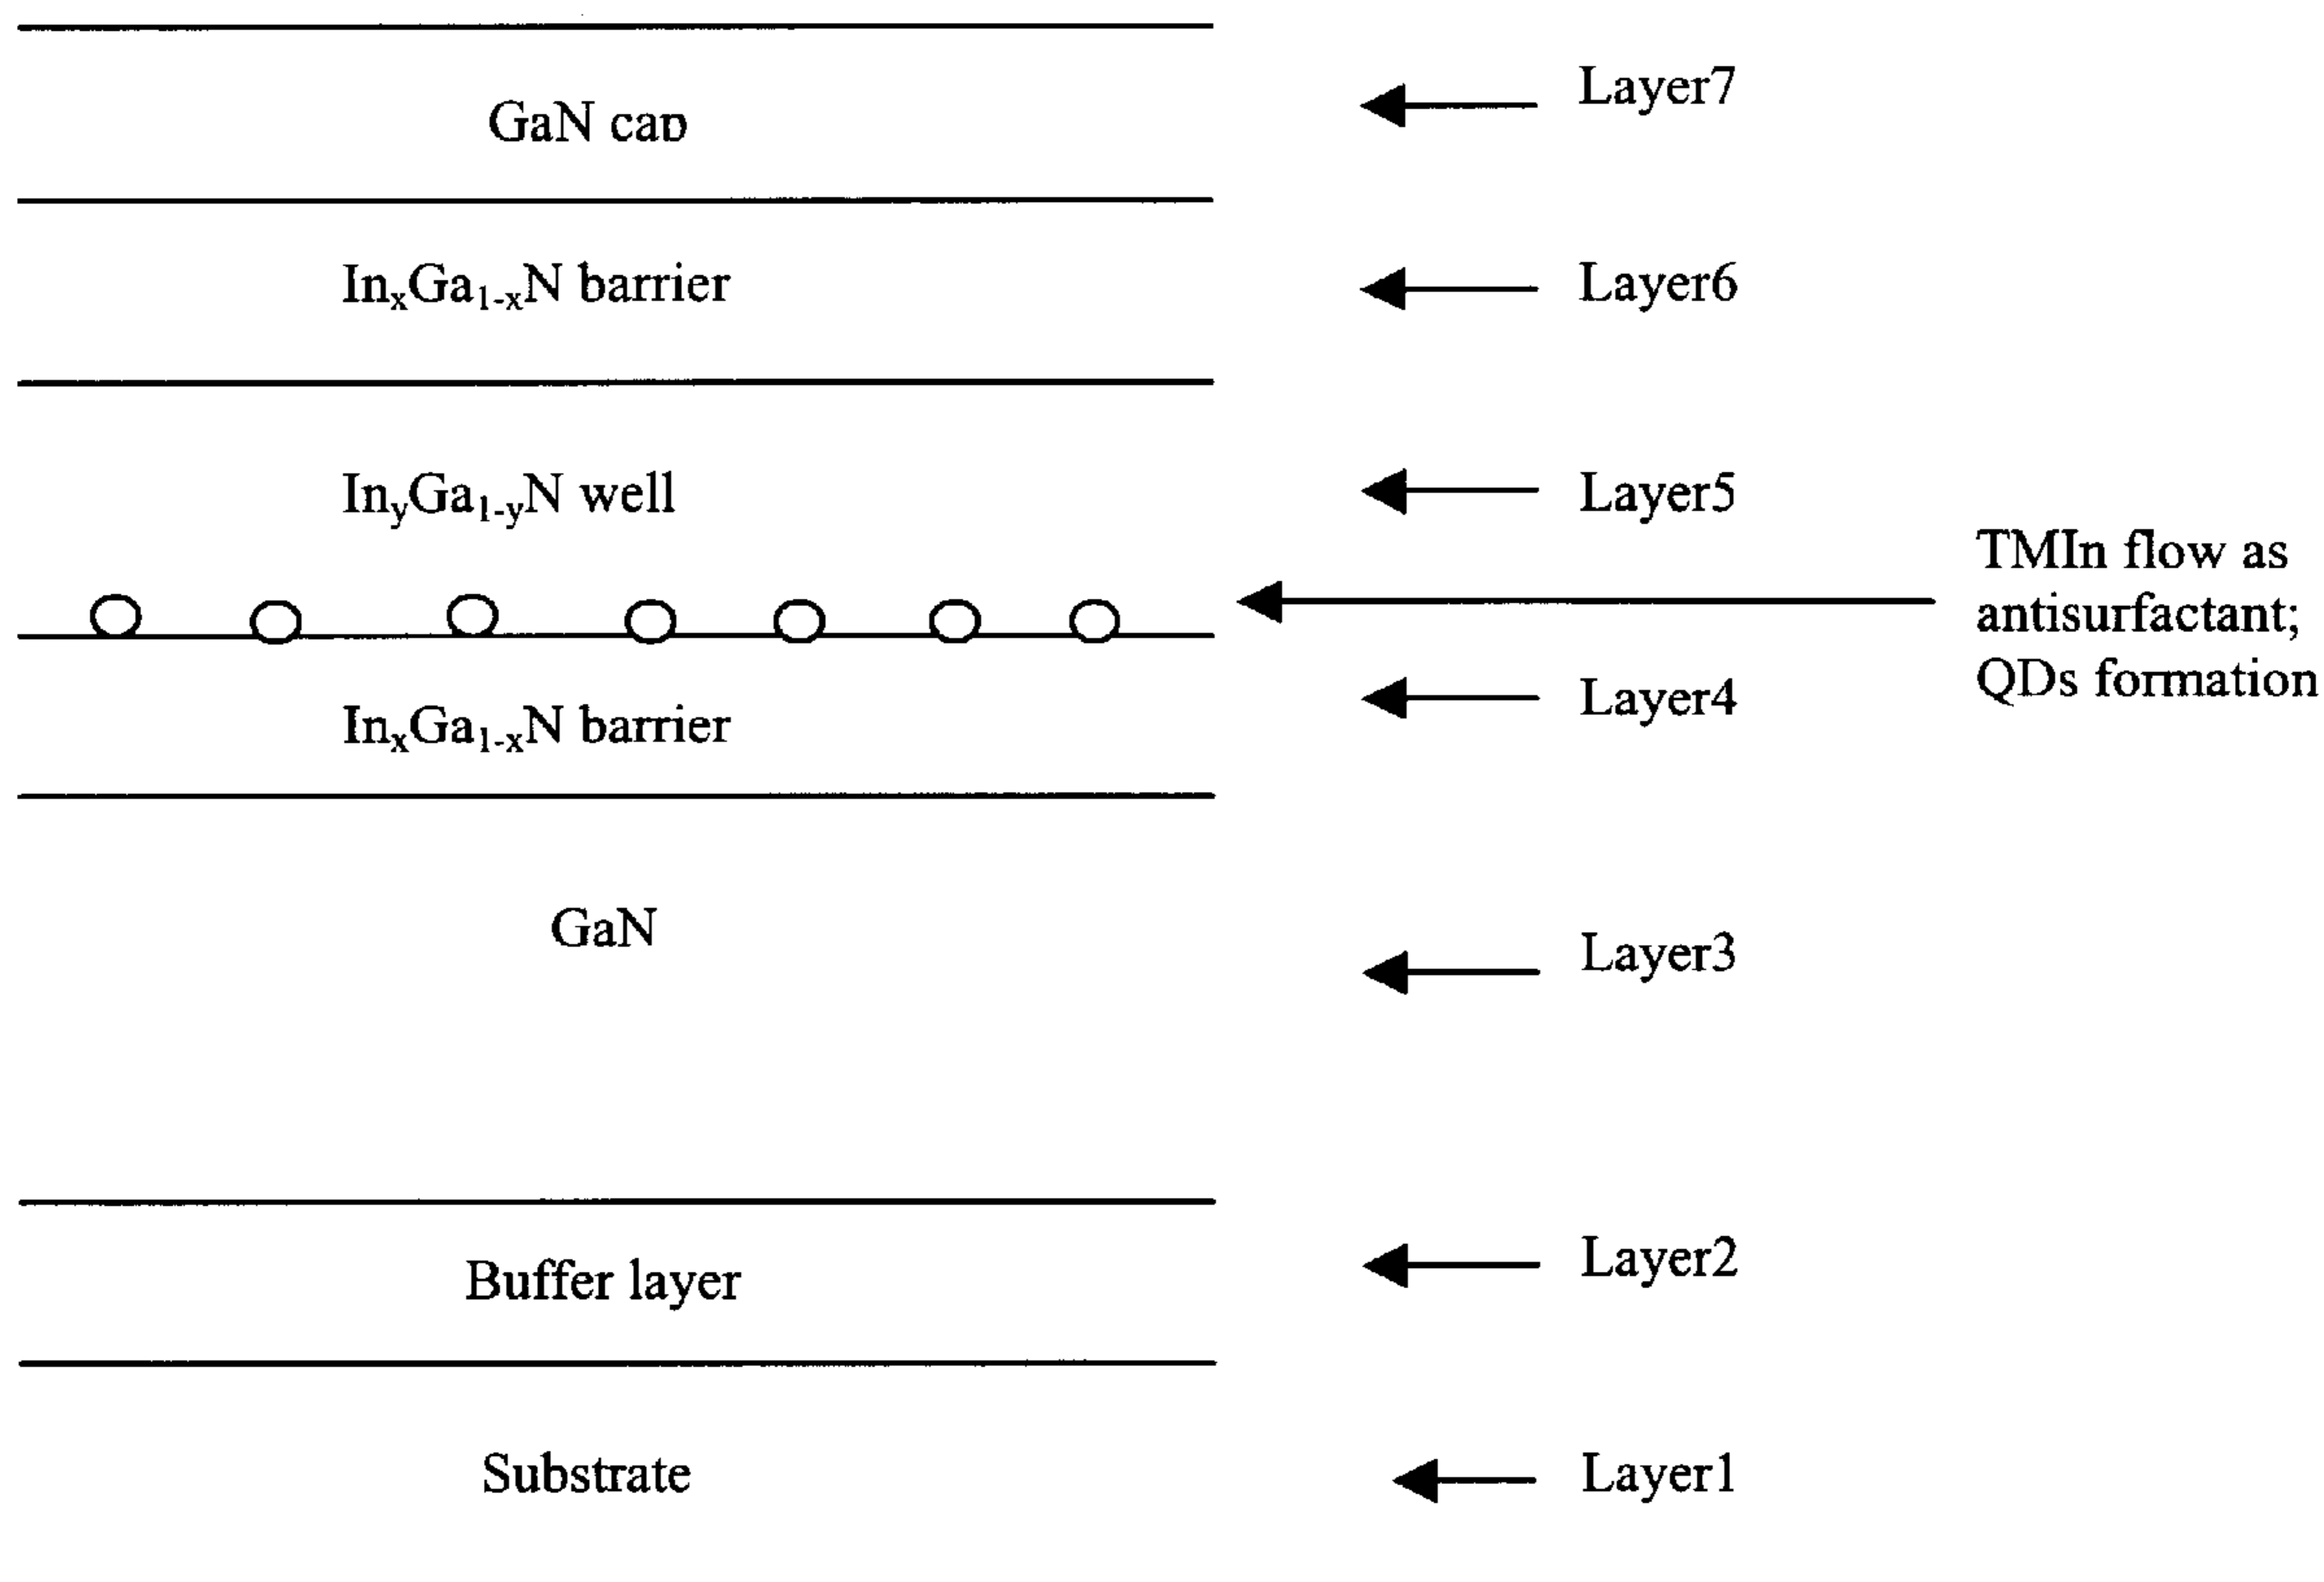 GaN cap
Layer7
InxGa1-xN barrier
Layer6
InyGa1-yN well
Layer5
TMIn flow as
antisurfactant;
QDs formation
Layer4
InxGa1-xN barrier
GaN
Layer3
Buffer layer
Layer2
Substrate
Layer1